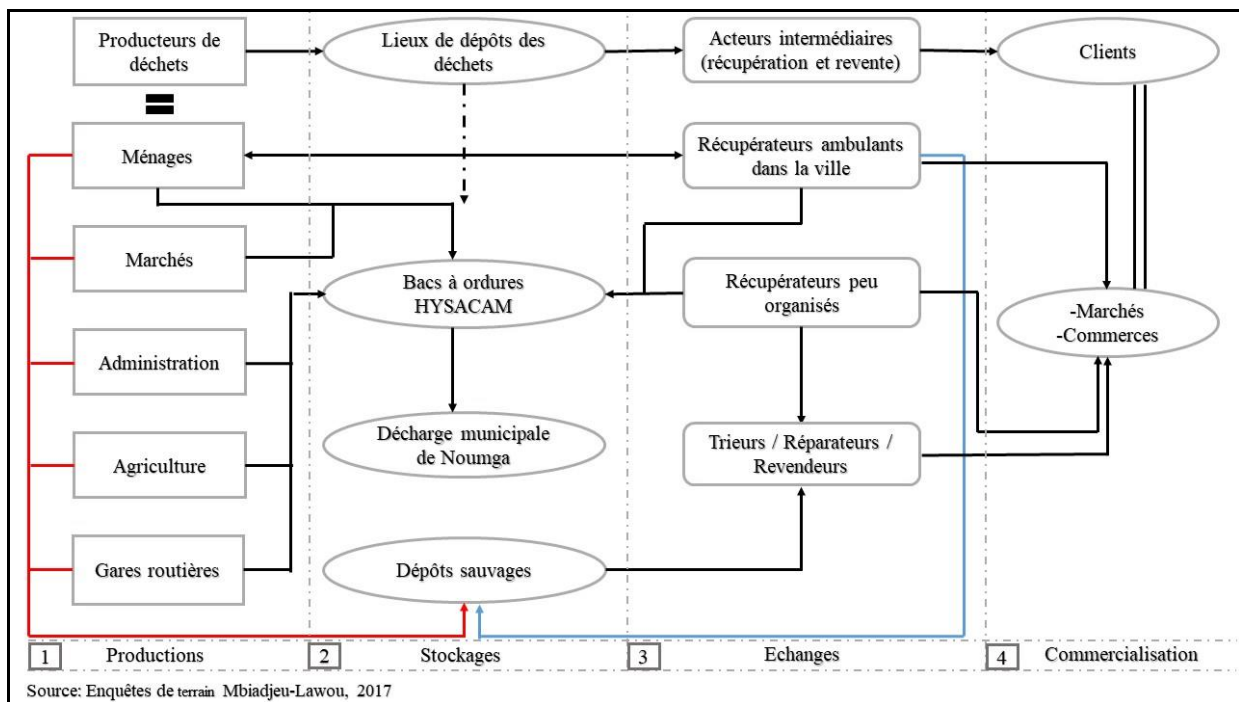 Producteurs de
déchets
Lieux de dépôts des
déchets
Acteurs intermédiaires
(récupération et revente)
Clients
Ménages
Récupérateurs ambulants
dans la ville
Marchés
Bacs à ordures
HYSACAM
Récupérateurs peu
organisés
-Marchés
-Commerces
Administration
Agriculture
Décharge municipale
de Noumga
Trieurs / Réparateurs /
Revendeurs
Gares routières
Dépôts sauvages
1 Productions
2 Stockages
3 Echanges
4 Commercialisation
Source: Enquêtes de terrain Mbiadjeu-Lawou, 2017